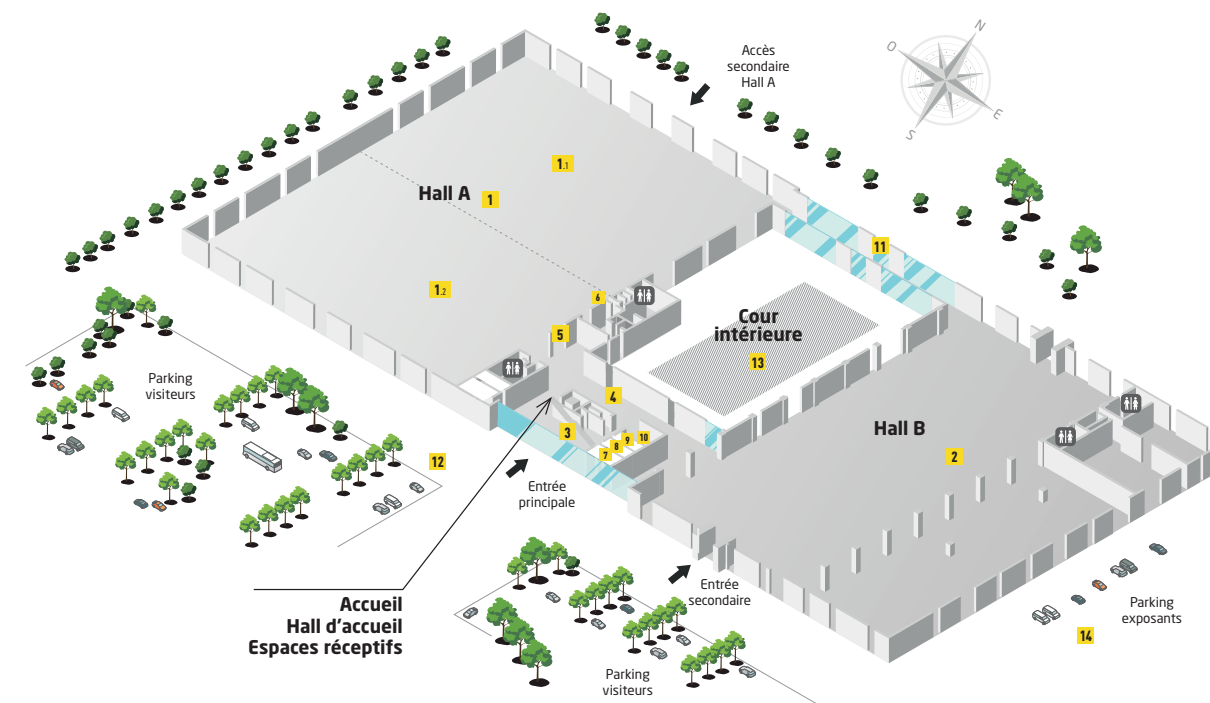 N
O
E
S
Accès
secondaire
Hall A
1.1
Hall A
1
11
1.2
6
Cour
intérieure
13
5
Parking
visiteurs
4
Hall B
2
3
10
9
8
7
12
Entrée
principale
Entrée
secondaire
Accueil
Hall d'accueil
Espaces réceptifs
Parking
exposants
14
Parking
visiteurs